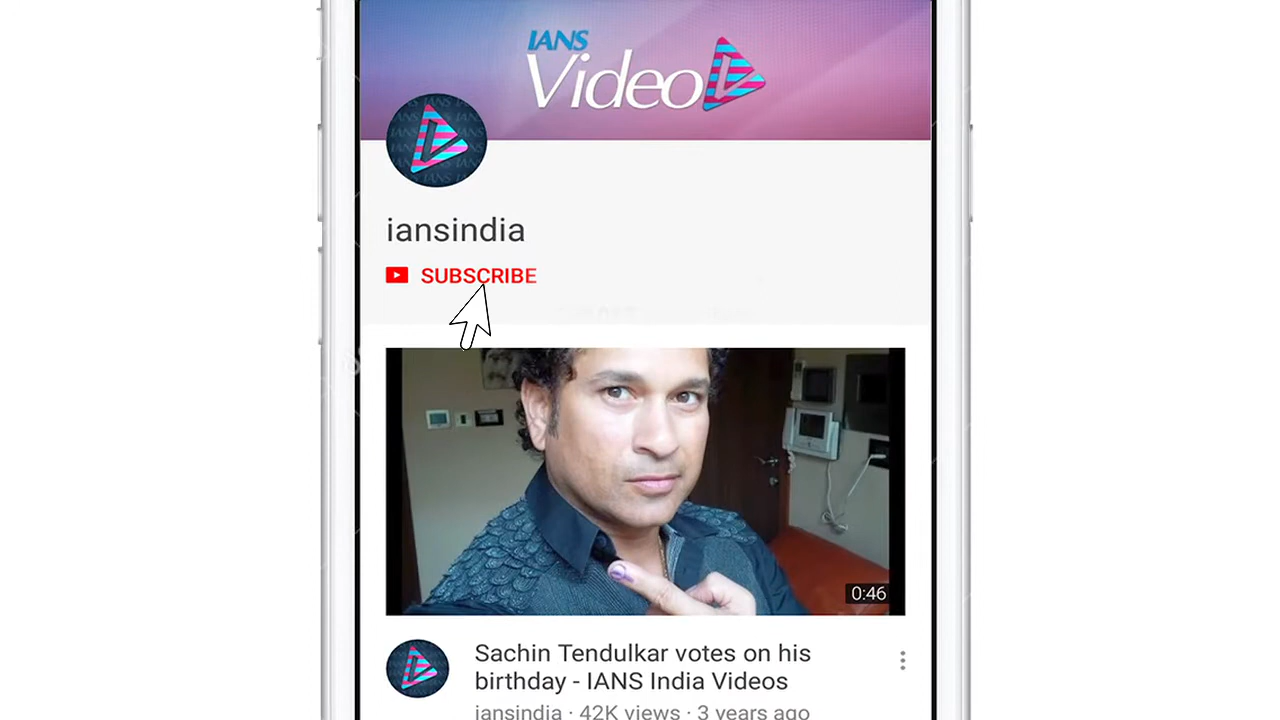 IANS
Video
iansindia
SUBSCRIBE
0:46
Sachin Tendulkar votes on his
birthday - IANS India Videos
iansindia · 42K views · 3 years ago